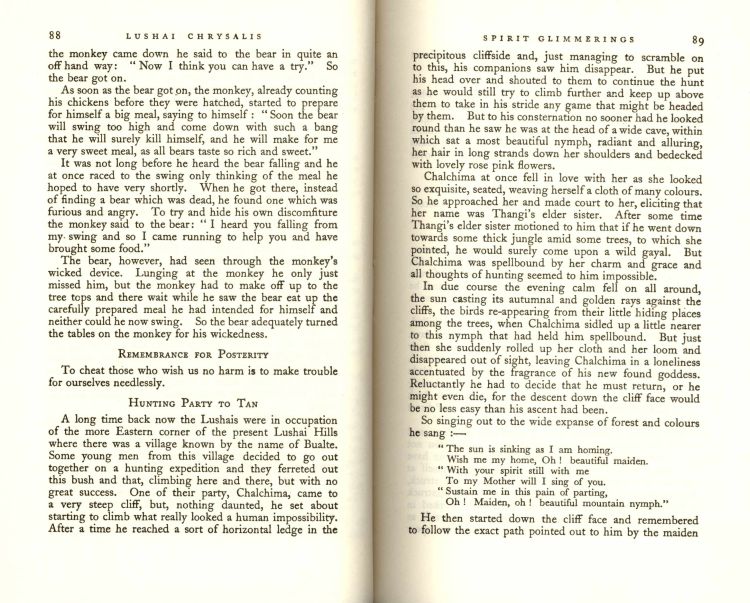 88 LUSHAI CHRYSALIS
the monkey came down he said to the bear in quite an
off hand way: “Now I think you can have a try.” So
the bear got on.
As soon as the bear got on, the monkey, already counting
his chickens before they were hatched, started to prepare
for himself a big meal, saying to himself : “Soon the bear
will swing too high and come down with such a bang
that he will surely kill himself, and he will make for me
a very sweet meal, as all bears taste so rich and sweet.”
It was not long before he heard the bear falling and he
at once raced to the swing only thinking of the meal he
hoped to have very shortly. When he got there, instead
of finding a bear which was dead, he found one which was
furious and angry. To try and hide his own discomfiture
the monkey said to the bear: “I heard you falling from
my swing and so I came running to help you and have
brought some food.”
The bear, however, had seen through the monkey’s
wicked device. Lunging at the monkey he only just
missed him, but the monkey had to make off up to the
tree tops and there wait while he saw the bear eat up the
carefully prepared meal he had intended for himself and
neither could he now swing. So the bear adequately turned
the tables on the monkey for his wickedness.
REMEMBRANCE FOR POSTERITY
To cheat those who wish us no harm is to make trouble
for ourselves needlessly.
HUNTING PARTY TO TAN
A long time back now the Lushais were in occupation
of the more Eastern corner of the present Lushai Hills
where there was a village known by the name of Bualte.
Some young men from this village decided to go out
together on a hunting expedition and they ferreted out
this bush and that, climbing here and there, but with no
great success. One of their party, Chalchima, came to
a very steep cliff, but, nothing daunted, he set about
starting to climb what really looked a human impossibility.
After a time he reached a sort of horizontal ledge in the
SPIRIT GLIMMERINGS 89
precipitous cliffside and, just managing to scramble on
to this, his companions saw him disappear. But he put
his head over and shouted to them to continue the hunt
as he would still try to climb further and keep up above
them to take in his stride any game that might be headed
by them. But to his consternation no sooner had he looked
round than he saw he was at the head of a wide cave, within
which sat a most beautiful nymph, radiant and alluring,
her hair in long strands down her shoulders and bedecked
with lovely rose pink flowers.
Chalchima at once fell in love with her as she looked
so exquisite, seated, weaving herself a cloth of many colours.
So he approached her and made court to her, eliciting that
her name was Thangi’s elder sister. After some time
Thangi’s elder sister motioned to him that if he went down
towards some thick jungle amid some trees, to which she
pointed, he would surely come upon a wild gayal. But
Chalchima was spellbound by her charm and grace and
all thoughts of hunting seemed to him impossible.
In due course the evening calm fell on all around,
the sun casting its autumnal and golden rays against the
cliffs, the birds re-appearing from their little hiding places
among the trees, when Chalchima sidled up a little nearer
to this nymph that had held him spellbound. But just
then she suddenly rolled up her cloth and her loom and
disappeared out of sight, leaving Chalchima in a loneliness
accentuated by the fragrance of his new found goddess.
Reluctantly he had to decide that he must return, or he
might even die, for the descent down the cliff face would
be no less easy than his ascent had been.
So singing out to the wide expanse of forest and colours
he sang :—
“The sun is sinking as I am homing.
Wish me my home, Oh ! beautiful maiden.
“With your spirit still with me
To my Mother will I sing of you.
“Sustain me in this pain of parting,
Oh ! Maiden, oh ! beautiful mountain nymph.”
He then started down the cliff face and remembered
to follow the exact path pointed out to him by the maiden